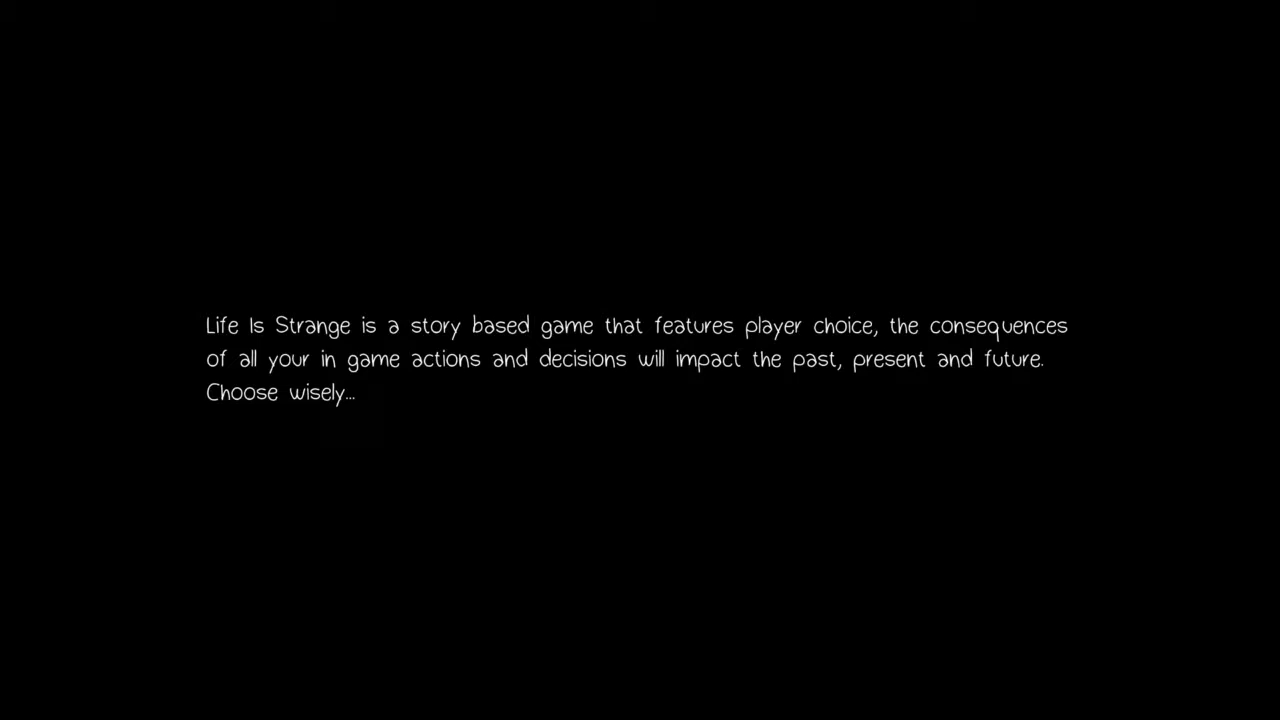 Life Is Strange is a story based game that features player choice, the consequences
of all your in game actions and decisions will impact the past, present and future.
Choose wisely...